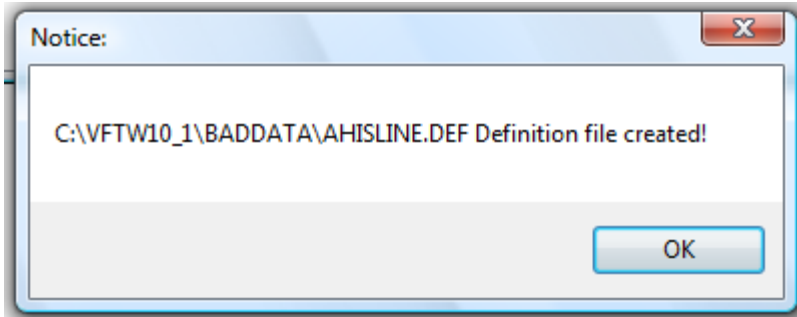 Notice:
C:\VFTW10_1\BADDATA\AHISLINE.DEF Definition file created!
OK